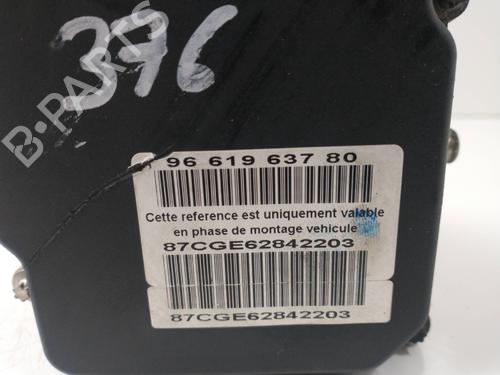 376
B-PARTS
96 619 637 80
Cette reference est uniquement valable
en phase de montage vehicule
87CGE62842203
87CGE62842203